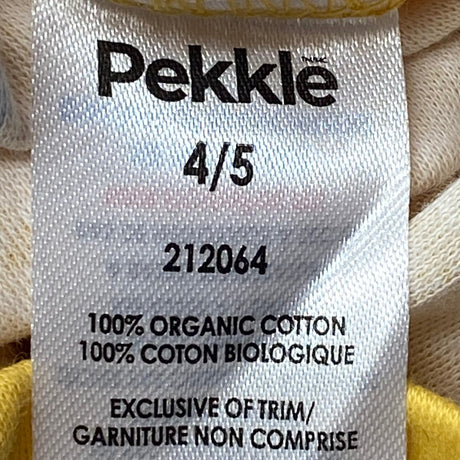 Pekkle
4/5
212064
100% ORGANIC COTTON
100% COTON BIOLOGIQUE
EXCLUSIVE OF TRIM/
GARNITURE NON COMPRISE